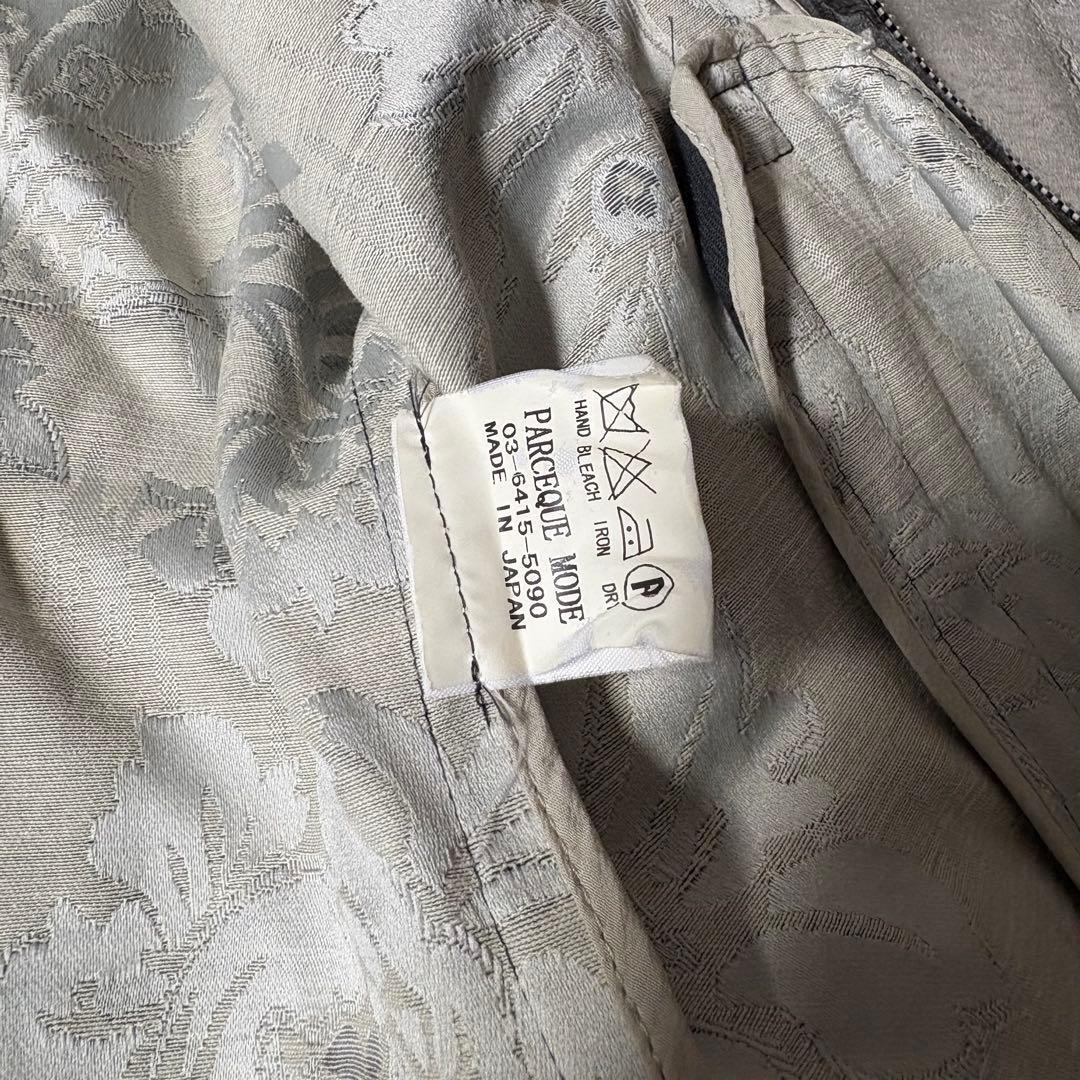 HAND BLEACH IRON DRY
A
PARCEQUE MODE
03-6415-5090
MADE IN JAPAN